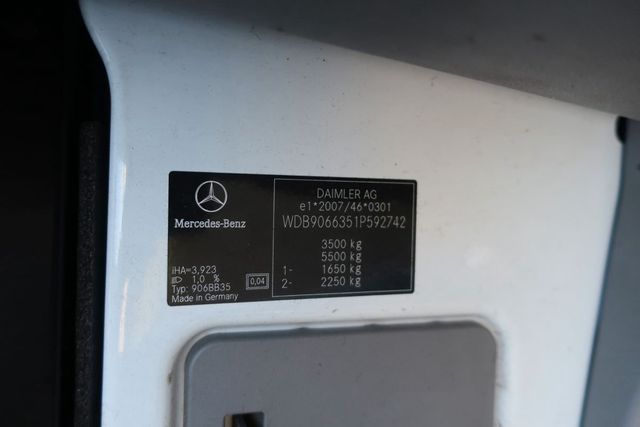 Mercedes-Benz
iHA=3,923
1.0 %
Typ: 906BB35
Made in Germany
0,04
DAIMLER AG
e1*2007/46*0301
WDB9066351P592742
3500 kg
5500 kg
1- 1650 kg
2- 2250 kg